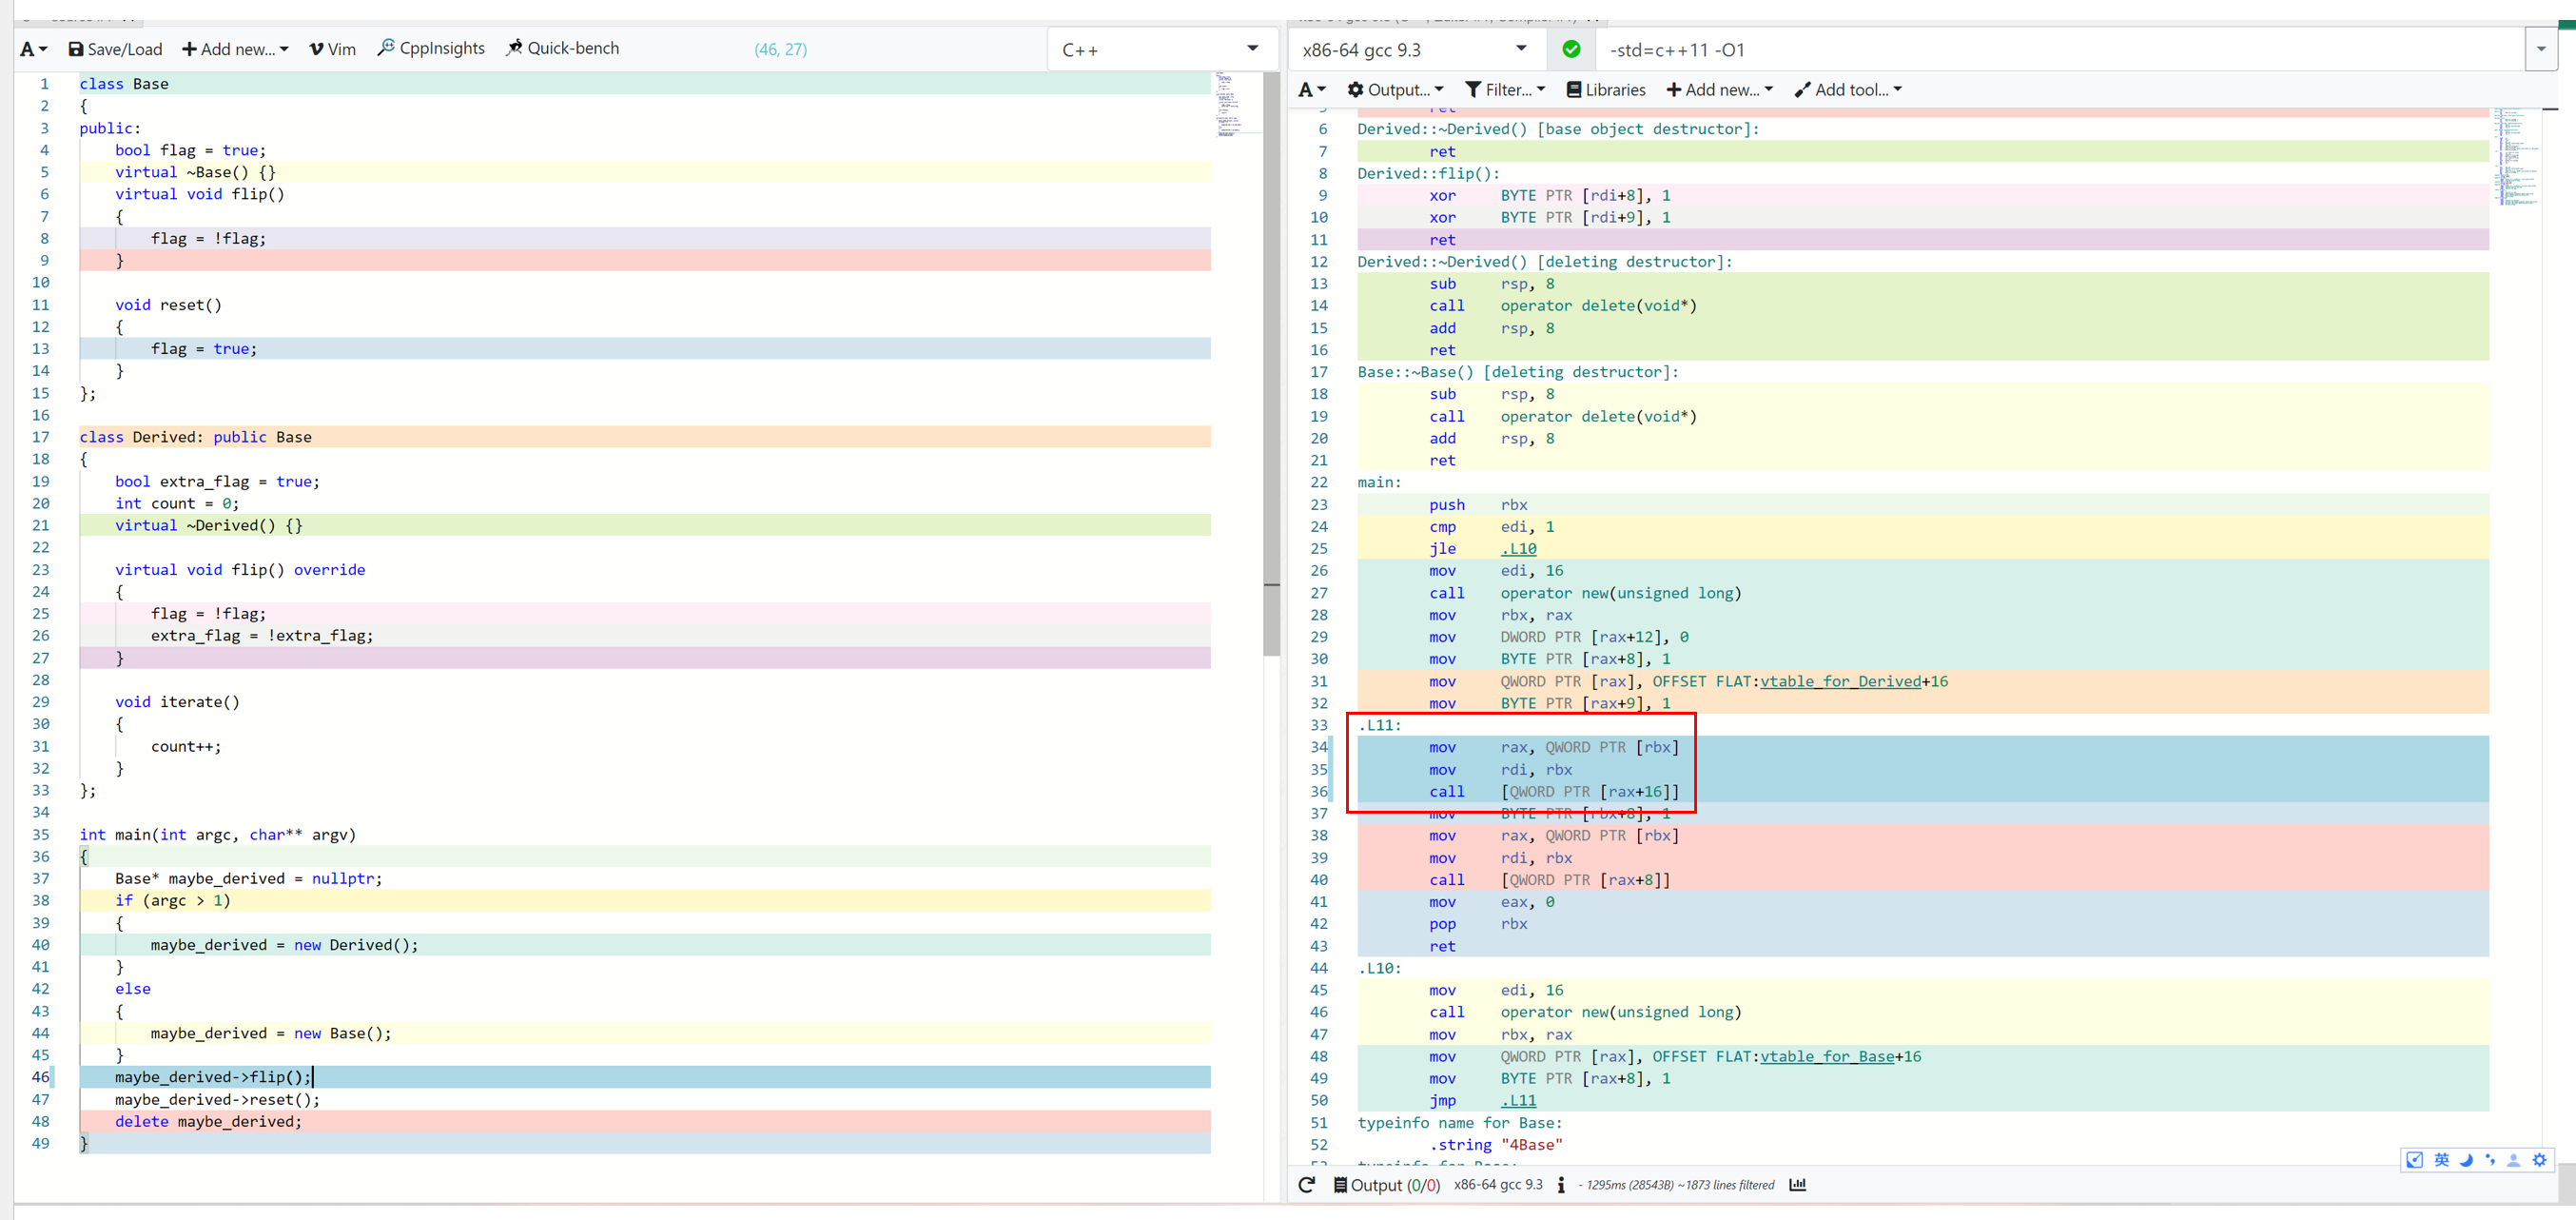 A Save/Load Add new... Vim CppInsights Quick-bench (46, 27) C++
1 class Base
2 {
3 public:
4 bool flag = true;
5 virtual ~Base() {}
6 virtual void flip()
7 {
8 flag = !flag;
9 }
10
11 void reset()
12 {
13 flag = true;
14 }
15 };
16
17 class Derived: public Base
18 {
19 bool extra_flag = true;
20 int count = 0;
21 virtual ~Derived() {}
22
23 virtual void flip() override
24 {
25 flag = !flag;
26 extra_flag = !extra_flag;
27 }
28
29 void iterate()
30 {
31 count++;
32 }
33 };
34
35 int main(int argc, char** argv)
36 {
37 Base* maybe_derived = nullptr;
38 if (argc > 1)
39 {
40 maybe_derived = new Derived();
41 }
42 else
43 {
44 maybe_derived = new Base();
45 }
46 maybe_derived->flip();
47 maybe_derived->reset();
48 delete maybe_derived;
49 }
x86-64 gcc 9.3 -std=c++11 -O1
A Output... Filter... Libraries Add new... Add tool...
6 Derived::~Derived() [base object destructor]:
7 ret
8 Derived::flip():
9 xor BYTE PTR [rdi+8], 1
10 xor BYTE PTR [rdi+9], 1
11 ret
12 Derived::~Derived() [deleting destructor]:
13 sub rsp, 8
14 call operator delete(void*)
15 add rsp, 8
16 ret
17 Base::~Base() [deleting destructor]:
18 sub rsp, 8
19 call operator delete(void*)
20 add rsp, 8
21 ret
22 main:
23 push rbx
24 cmp edi, 1
25 jle .L10
26 mov edi, 16
27 call operator new(unsigned long)
28 mov rbx, rax
29 mov DWORD PTR [rax+12], 0
30 mov BYTE PTR [rax+8], 1
31 mov QWORD PTR [rax], OFFSET FLAT:vtable_for_Derived+16
32 mov BYTE PTR [rax+9], 1
33 .L11:
34 mov rax, QWORD PTR [rbx]
35 mov rdi, rbx
36 call [QWORD PTR [rax+16]]
37 mov BYTE PTR [rbx+8], 1
38 mov rax, QWORD PTR [rbx]
39 mov rdi, rbx
40 call [QWORD PTR [rax+8]]
41 mov eax, 0
42 pop rbx
43 ret
44 .L10:
45 mov edi, 16
46 call operator new(unsigned long)
47 mov rbx, rax
48 mov QWORD PTR [rax], OFFSET FLAT:vtable_for_Base+16
49 mov BYTE PTR [rax+8], 1
50 jmp .L11
51 typeinfo name for Base:
52 .string "4Base"
英
Output (0/0) x86-64 gcc 9.3 i - 1295ms (28543B) ~1873 lines filtered